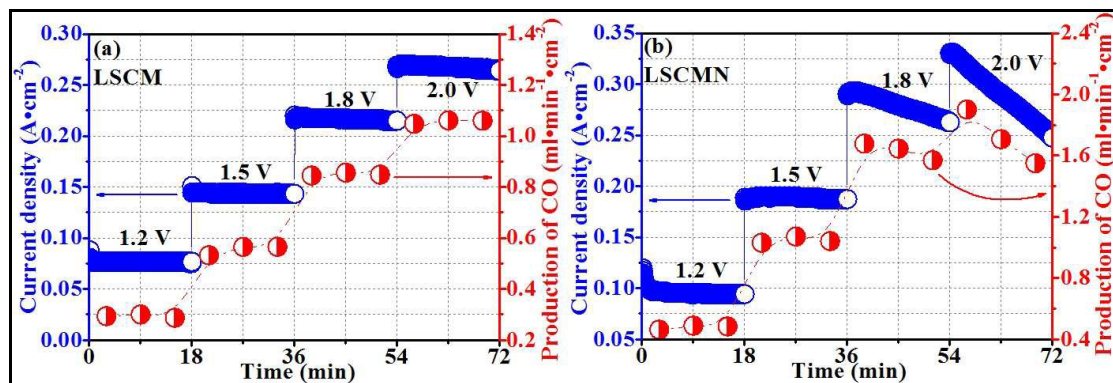 (a)
LSCM
1.2 V
1.5 V
1.8 V
2.0 V
0.30
0.25
0.20
0.15
0.10
0.05
0.00
Current density (A•cm⁻²)
0 18 36 54 72
Time (min)
1.4
1.2
1.0
0.8
0.6
0.4
0.2
Production of CO (ml•min⁻¹•cm⁻²)
(b)
LSCMN
1.2 V
1.5 V
1.8 V
2.0 V
0.35
0.30
0.25
0.20
0.15
0.10
0.05
Current density (A•cm⁻²)
0 18 36 54 72
Time (min)
2.4
2.0
1.6
1.2
0.8
0.4
Production of CO (ml•min⁻¹•cm⁻²)